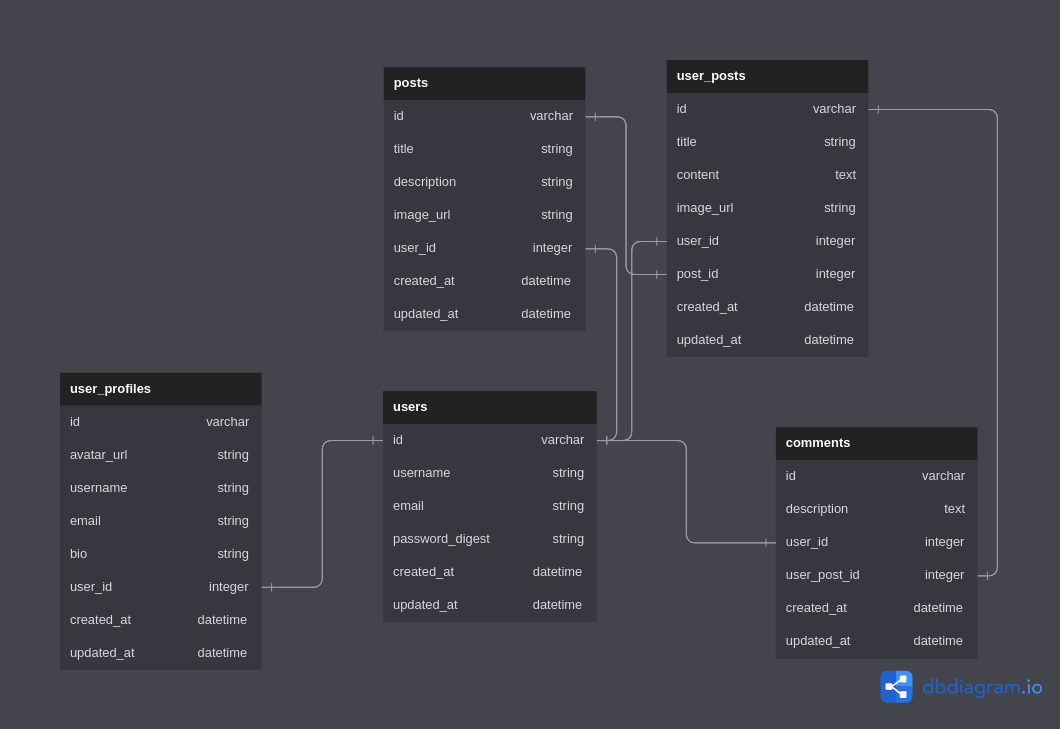 posts
id varchar
title string
description string
image_url string
user_id integer
created_at datetime
updated_at datetime
user_posts
id varchar
title string
content text
image_url string
user_id integer
post_id integer
created_at datetime
updated_at datetime
user_profiles
id varchar
avatar_url string
username string
email string
bio string
user_id integer
created_at datetime
updated_at datetime
users
id varchar
username string
email string
password_digest string
created_at datetime
updated_at datetime
comments
id varchar
description text
user_id integer
user_post_id integer
created_at datetime
updated_at datetime
dbdiagram.io